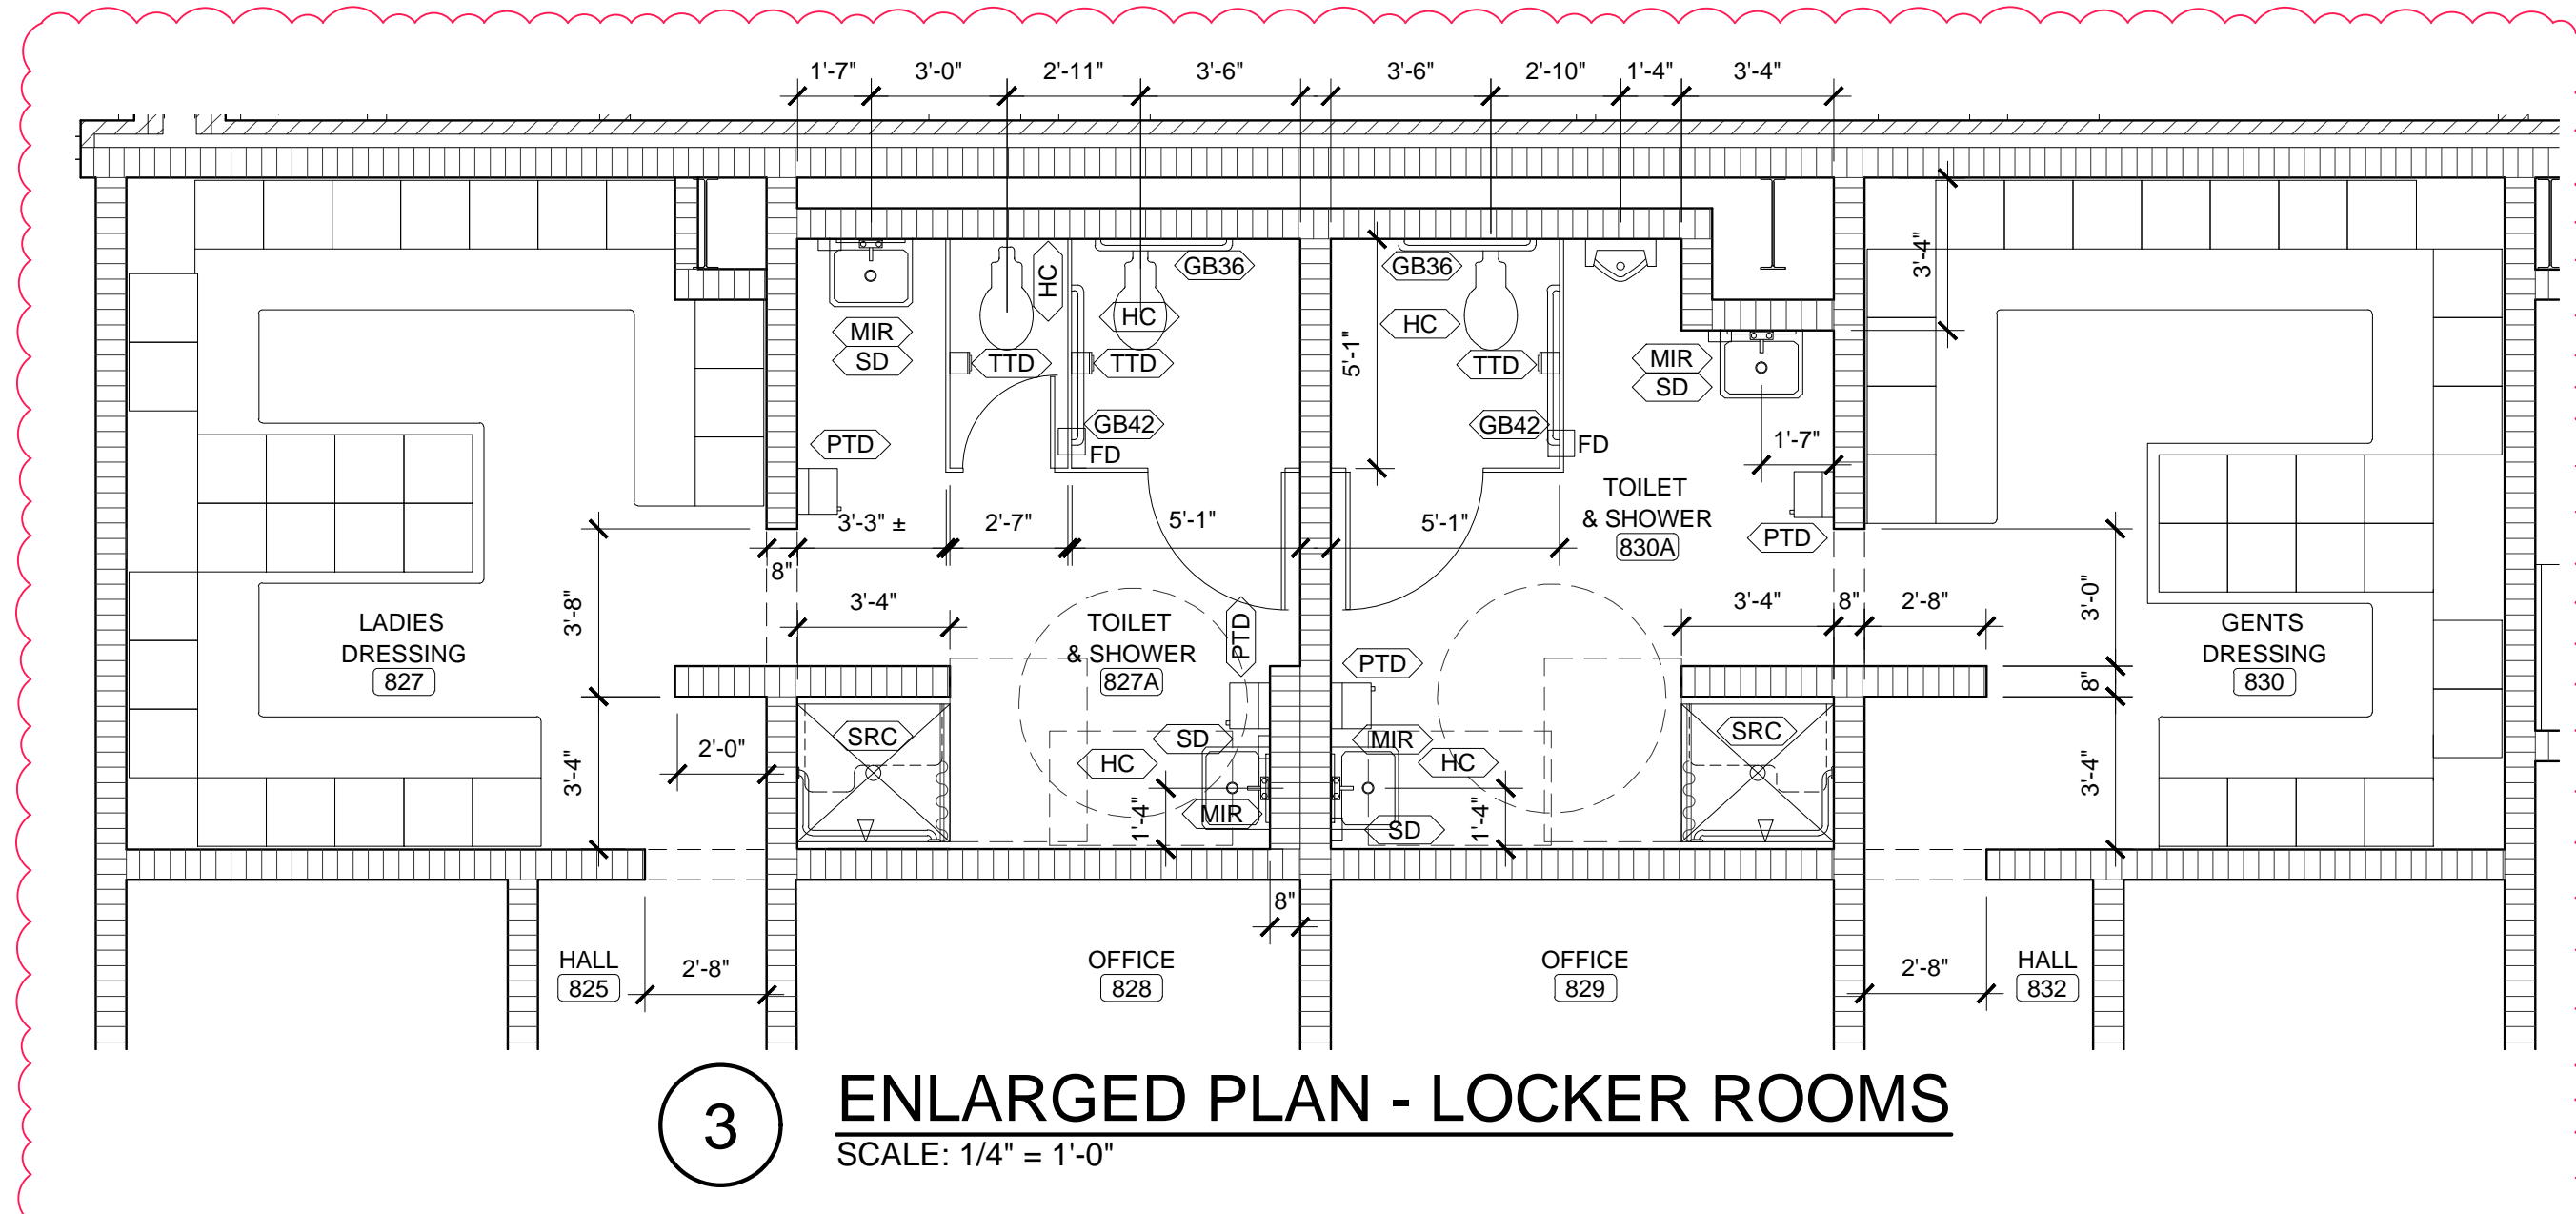 1'-7" 3'-0" 2'-11" 3'-6" 3'-6" 2'-10" 1'-4" 3'-4"
3'-4"
GB36 GB36
HC HC HC
MIR MIR
SD TTD TTD TTD SD
5'-1"
GB42 GB42
PTD FD FD 1'-7"
TOILET
& SHOWER
830A
3'-3" ± 2'-7" 5'-1" 5'-1" PTD
8"
3'-8" 3'-4" 3'-4" 8" 2'-8" 3'-0"
LADIES
DRESSING
827
TOILET
& SHOWER
827A
PTD PTD
GENTS
DRESSING
830
8"
2'-0" SRC SD MIR SRC
3'-4" HC HC 3'-4"
1'-4" MIR 1'-4" SD
8"
HALL
825
2'-8"
OFFICE
828
OFFICE
829
2'-8"
HALL
832
3 ENLARGED PLAN - LOCKER ROOMS
SCALE: 1/4" = 1'-0"